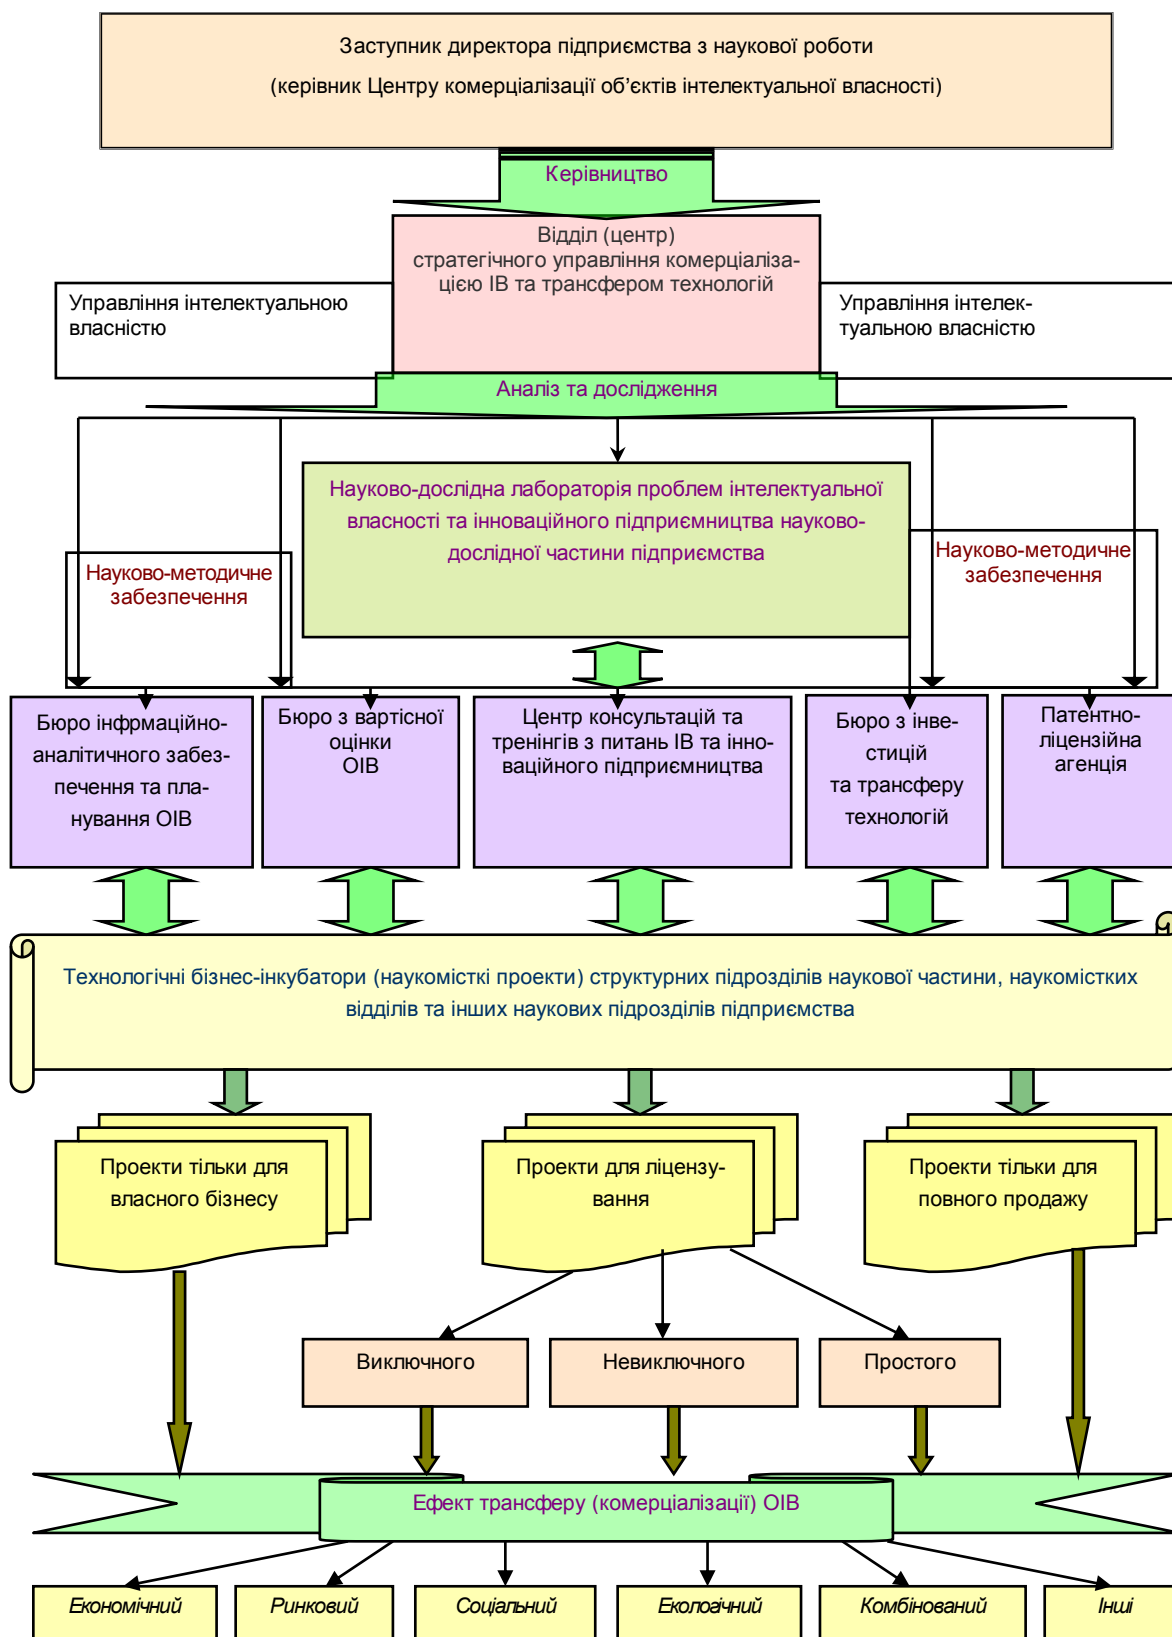 Заступник директора підприємства з наукової роботи
(керівник Центру комерціалізації об’єктів інтелектуальної власності)
Керівництво
Відділ (центр)
стратегічного управління комерціаліза-
цією ІВ та трансфером технологій
Управління інтелектуальною
власністю
Управління інтелек-
туальною власністю
Аналіз та дослідження
Науково-дослідна лабораторія проблем інтелектуальної
власності та інноваційного підприємництва науково-
дослідної частини підприємства
Науково-методичне
забезпечення
Науково-методичне
забезпечення
Бюро інфрмаційно-
аналітичного забез-
печення та пла-
нування ОІВ
Бюро з вартісної
оцінки
ОІВ
Центр консультацій та
тренінгів з питань ІВ та інно-
ваційного підприємництва
Бюро з інве-
стицій
та трансферу
технологій
Патентно-
ліцензійна
агенція
Технологічні бізнес-інкубатори (наукомісткі проекти) структурних підрозділів наукової частини, наукомістких
відділів та інших наукових підрозділів підприємства
Проекти тільки для
власного бізнесу
Проекти для ліцензу-
вання
Проекти тільки для
повного продажу
Виключного
Невиключного
Простого
Ефект трансферу (комерціалізації) ОІВ
Економічний
Ринковий
Соціальний
Екологічний
Комбінований
Інші